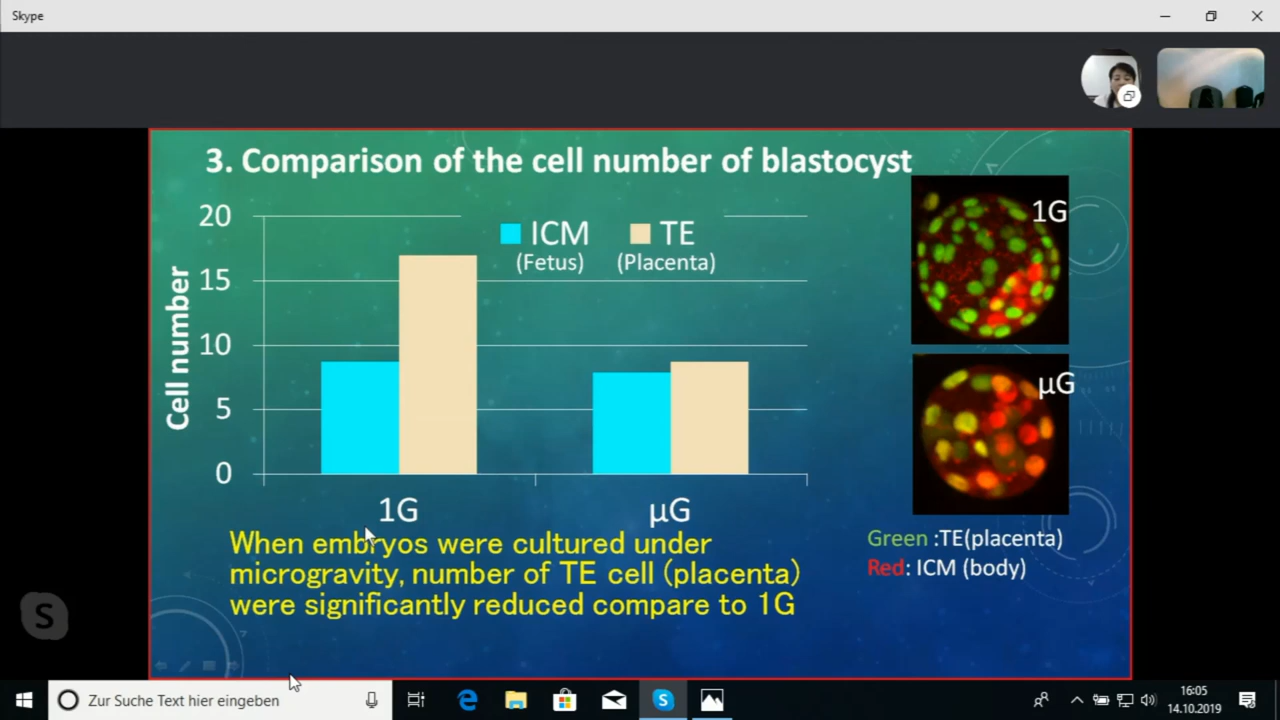 Skype
3. Comparison of the cell number of blastocyst
20
15
10
5
0
Cell number
ICM
(Fetus)
TE
(Placenta)
1G
µG
1G
µG
Green :TE(placenta)
Red: ICM (body)
When embryos were cultured under
microgravity, number of TE cell (placenta)
were significantly reduced compare to 1G
S
Zur Suche Text hier eingeben
16:05
14.10.2019